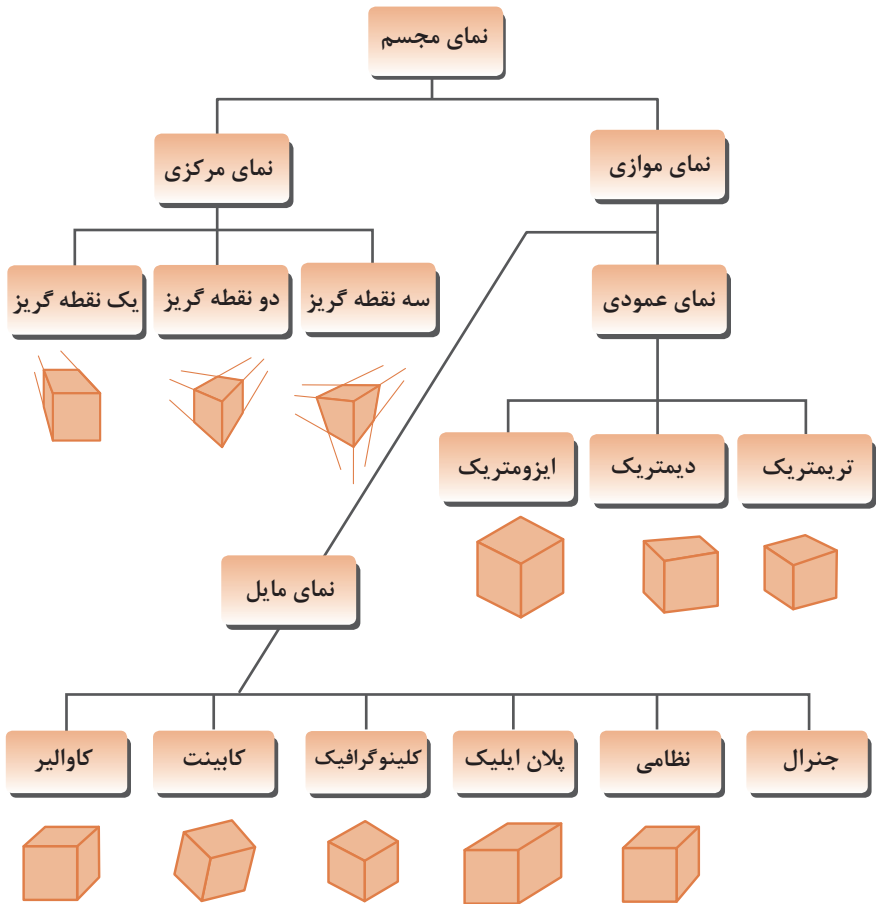 نمای مجسم
نمای موازی
نمای مرکزی
نمای عمودی
سه نقطه گریز
دو نقطه گریز
یک نقطه گریز
تریمتریک
دیمتریک
ایزومتریک
نمای مایل
جنرال
نظامی
پلان ایلیک
کلینوگرافیک
کابینت
کاوالیر